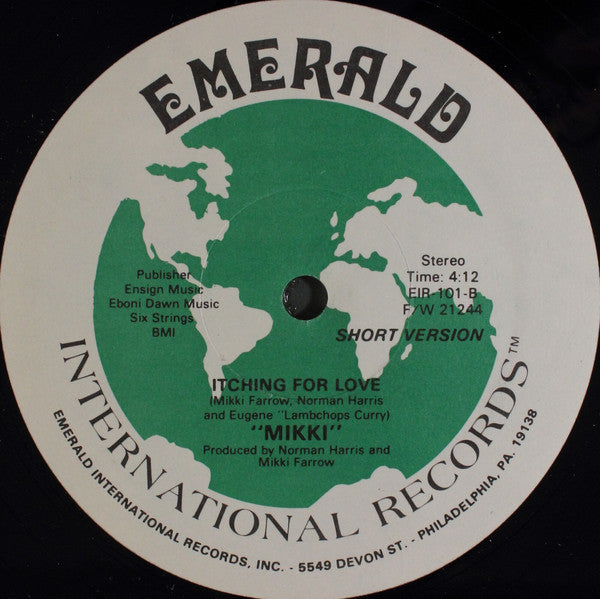 EMERALD
Publisher
Ensign Music
Eboni Dawn Music
Six Strings
BMI
Stereo
Time: 4:12
EIR-101-B
F/W 21244
SHORT VERSION
ITCHING FOR LOVE
(Mikki Farrow, Norman Harris
and Eugene "Lambchops Curry)
"MIKKI"
Produced by Norman Harris and
Mikki Farrow
INTERNATIONAL RECORDS™
EMERALD INTERNATIONAL RECORDS, INC. - 5549 DEVON ST. - PHILADELPHIA, PA. 19138